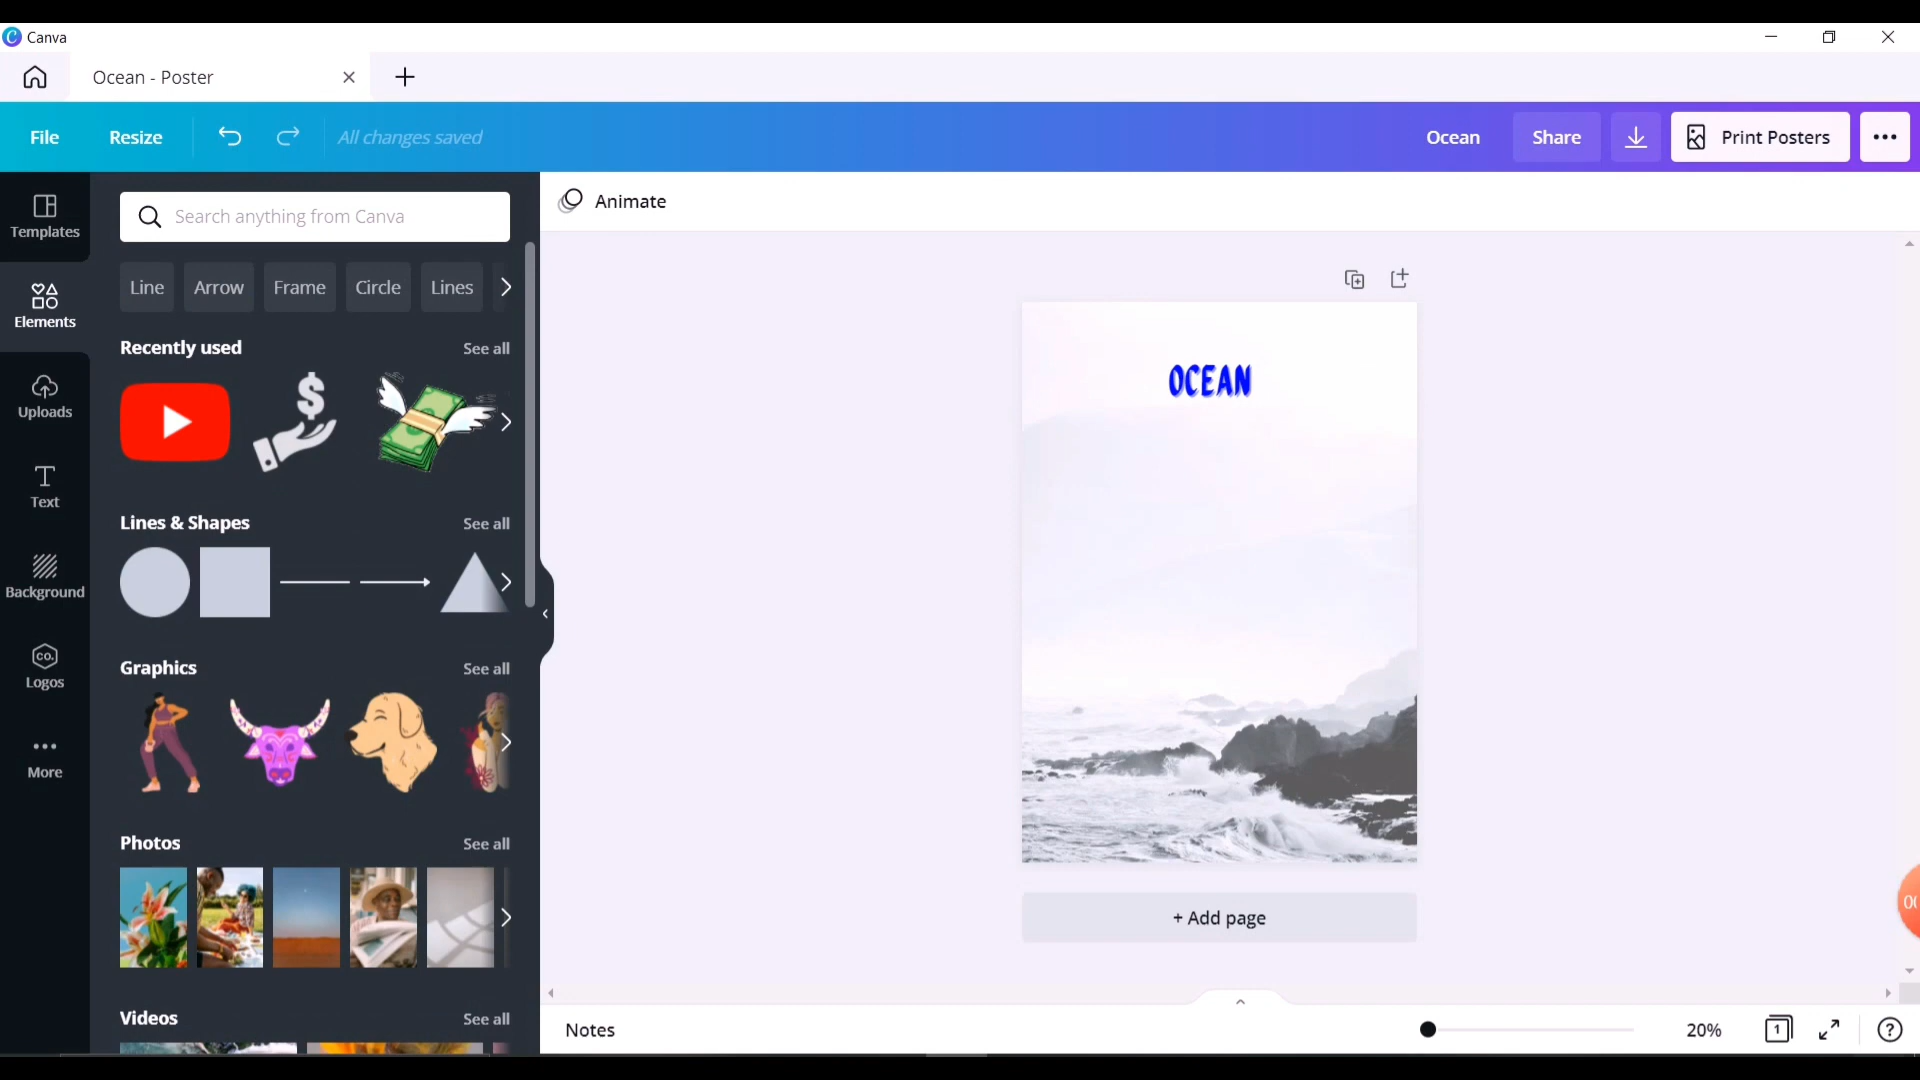 Canva
Ocean - Poster
File
Resize
All changes saved
Ocean
Share
Print Posters
Templates
Elements
Uploads
Text
Background
CO.
Logos
More
Search anything from Canva
Line
Arrow
Frame
Circle
Lines
Recently used
See all
Lines & Shapes
See all
Graphics
See all
Photos
See all
Videos
See all
Animate
OCEAN
+ Add page
Notes
20%
1